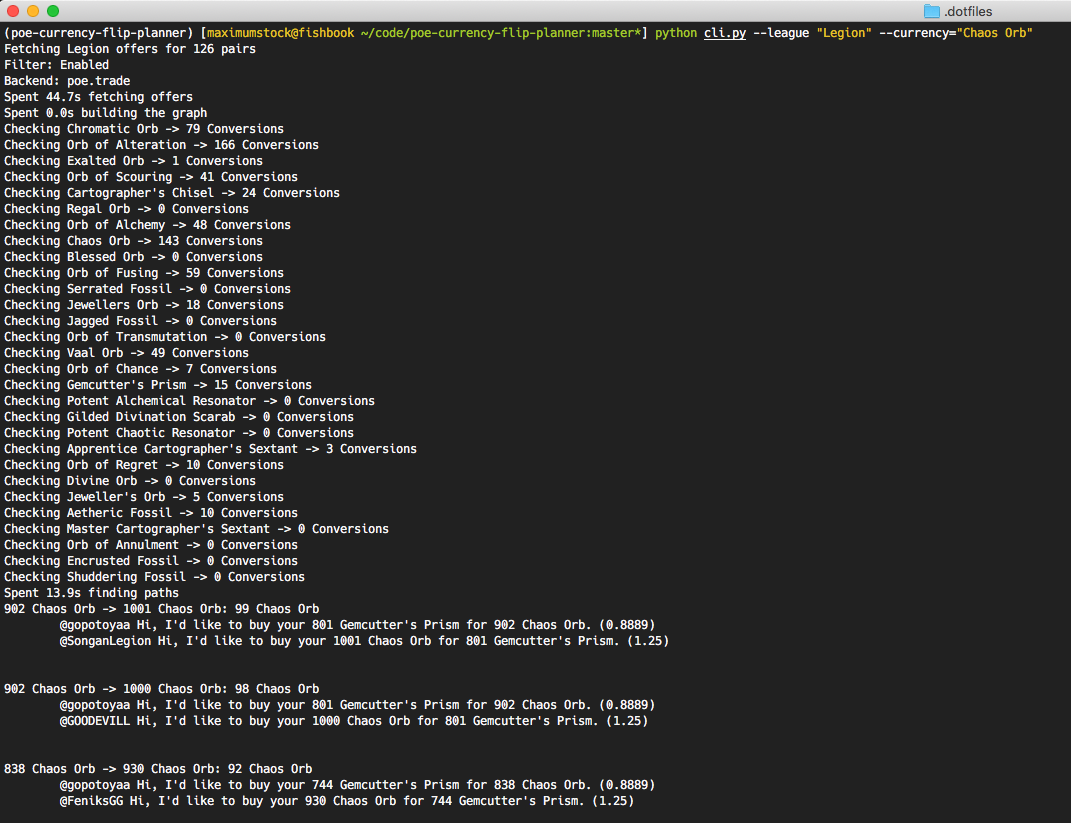 .dotfiles
(poe-currency-flip-planner) [maximumstock@fishbook ~/code/poe-currency-flip-planner:master*] python cli.py --league "Legion" --currency="Chaos Orb"
Fetching Legion offers for 126 pairs
Filter: Enabled
Backend: poe.trade
Spent 44.7s fetching offers
Spent 0.0s building the graph
Checking Chromatic Orb -> 79 Conversions
Checking Orb of Alteration -> 166 Conversions
Checking Exalted Orb -> 1 Conversions
Checking Orb of Scouring -> 41 Conversions
Checking Cartographer's Chisel -> 24 Conversions
Checking Regal Orb -> 0 Conversions
Checking Orb of Alchemy -> 48 Conversions
Checking Chaos Orb -> 143 Conversions
Checking Blessed Orb -> 0 Conversions
Checking Orb of Fusing -> 59 Conversions
Checking Serrated Fossil -> 0 Conversions
Checking Jewellers Orb -> 18 Conversions
Checking Jagged Fossil -> 0 Conversions
Checking Orb of Transmutation -> 0 Conversions
Checking Vaal Orb -> 49 Conversions
Checking Orb of Chance -> 7 Conversions
Checking Gemcutter's Prism -> 15 Conversions
Checking Potent Alchemical Resonator -> 0 Conversions
Checking Gilded Divination Scarab -> 0 Conversions
Checking Potent Chaotic Resonator -> 0 Conversions
Checking Apprentice Cartographer's Sextant -> 3 Conversions
Checking Orb of Regret -> 10 Conversions
Checking Divine Orb -> 0 Conversions
Checking Jeweller's Orb -> 5 Conversions
Checking Aetheric Fossil -> 10 Conversions
Checking Master Cartographer's Sextant -> 0 Conversions
Checking Orb of Annulment -> 0 Conversions
Checking Encrusted Fossil -> 0 Conversions
Checking Shuddering Fossil -> 0 Conversions
Spent 13.9s finding paths
902 Chaos Orb -> 1001 Chaos Orb: 99 Chaos Orb
@gopotoyaa Hi, I'd like to buy your 801 Gemcutter's Prism for 902 Chaos Orb. (0.8889)
@SonganLegion Hi, I'd like to buy your 1001 Chaos Orb for 801 Gemcutter's Prism. (1.25)
902 Chaos Orb -> 1000 Chaos Orb: 98 Chaos Orb
@gopotoyaa Hi, I'd like to buy your 801 Gemcutter's Prism for 902 Chaos Orb. (0.8889)
@GOODEVILL Hi, I'd like to buy your 1000 Chaos Orb for 801 Gemcutter's Prism. (1.25)
838 Chaos Orb -> 930 Chaos Orb: 92 Chaos Orb
@gopotoyaa Hi, I'd like to buy your 744 Gemcutter's Prism for 838 Chaos Orb. (0.8889)
@FeniksGG Hi, I'd like to buy your 930 Chaos Orb for 744 Gemcutter's Prism. (1.25)